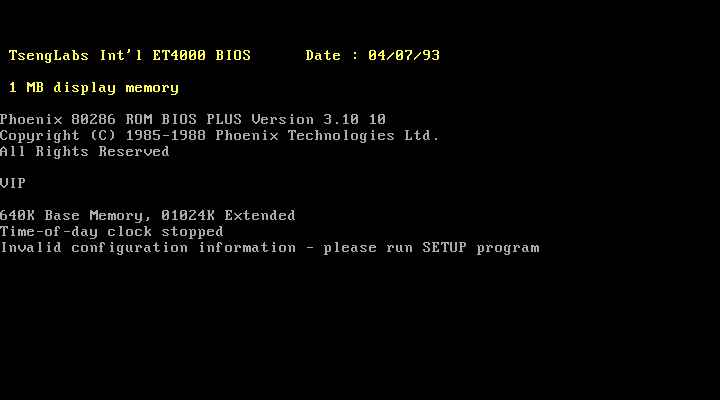 TsengLabs Int'l ET4000 BIOS      Date : 04/07/93
1 MB display memory
Phoenix 80286 ROM BIOS PLUS Version 3.10 10
Copyright (C) 1985-1988 Phoenix Technologies Ltd.
All Rights Reserved
VIP
640K Base Memory, 01024K Extended
Time-of-day clock stopped
Invalid configuration information - please run SETUP program